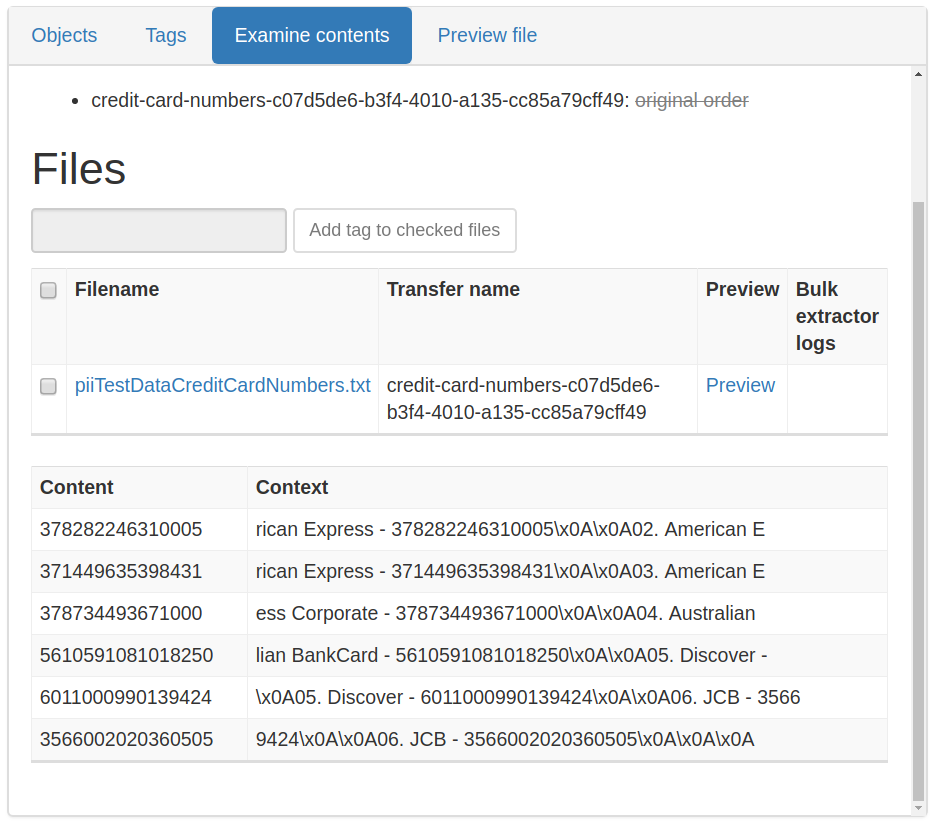 Objects Tags Examine contents Preview file
• credit-card-numbers-c07d5de6-b3f4-4010-a135-cc85a79cff49: original order
Files
Add tag to checked files
Filename Transfer name Preview Bulk
extractor
logs
piiTestDataCreditCardNumbers.txt credit-card-numbers-c07d5de6- Preview
b3f4-4010-a135-cc85a79cff49
Content Context
378282246310005 rican Express - 378282246310005\x0A\x0A02. American E
371449635398431 rican Express - 371449635398431\x0A\x0A03. American E
378734493671000 ess Corporate - 378734493671000\x0A\x0A04. Australian
5610591081018250 lian BankCard - 5610591081018250\x0A\x0A05. Discover -
6011000990139424 \x0A05. Discover - 6011000990139424\x0A\x0A06. JCB - 3566
3566002020360505 9424\x0A\x0A06. JCB - 3566002020360505\x0A\x0A\x0A